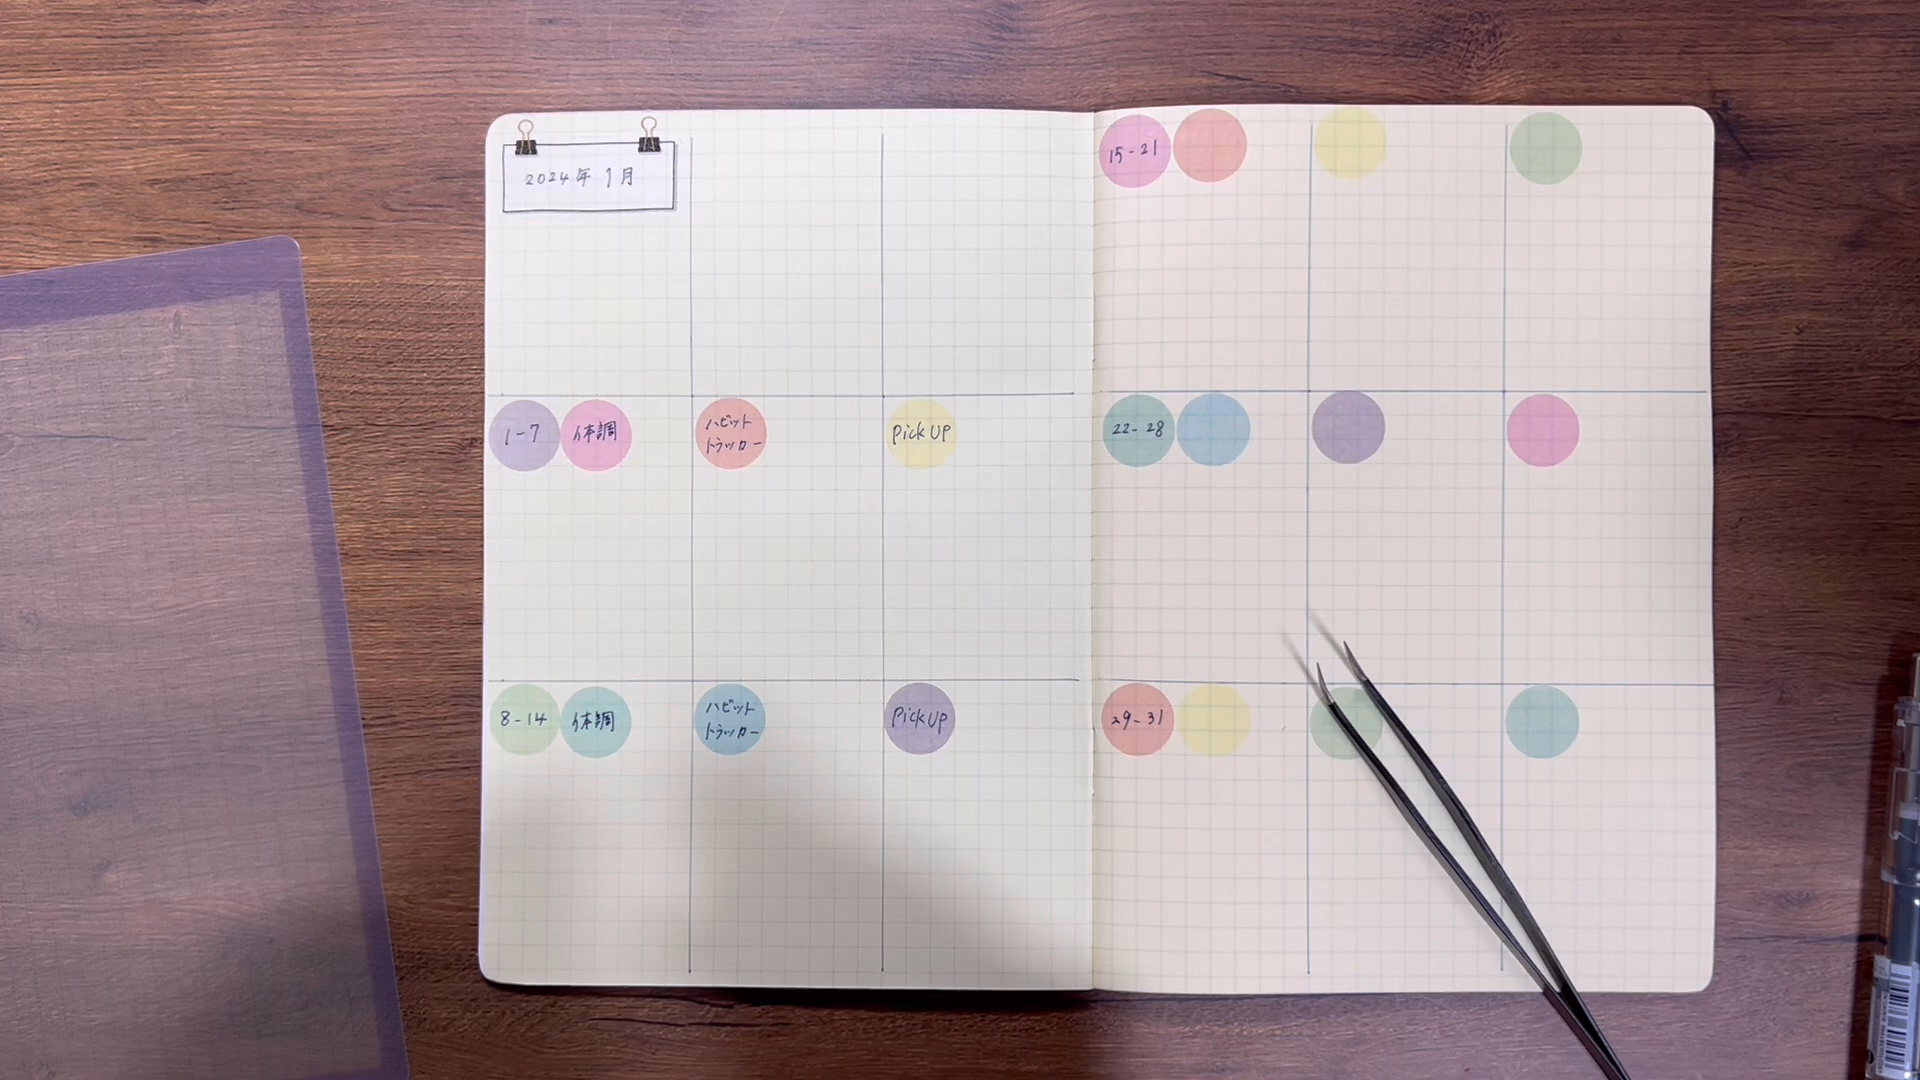 2024年 1月
1-7
体調
ハビット
トラッカー
Pick UP
8-14
体調
ハビット
トラッカー
Pick UP
15-21
22-28
29-31